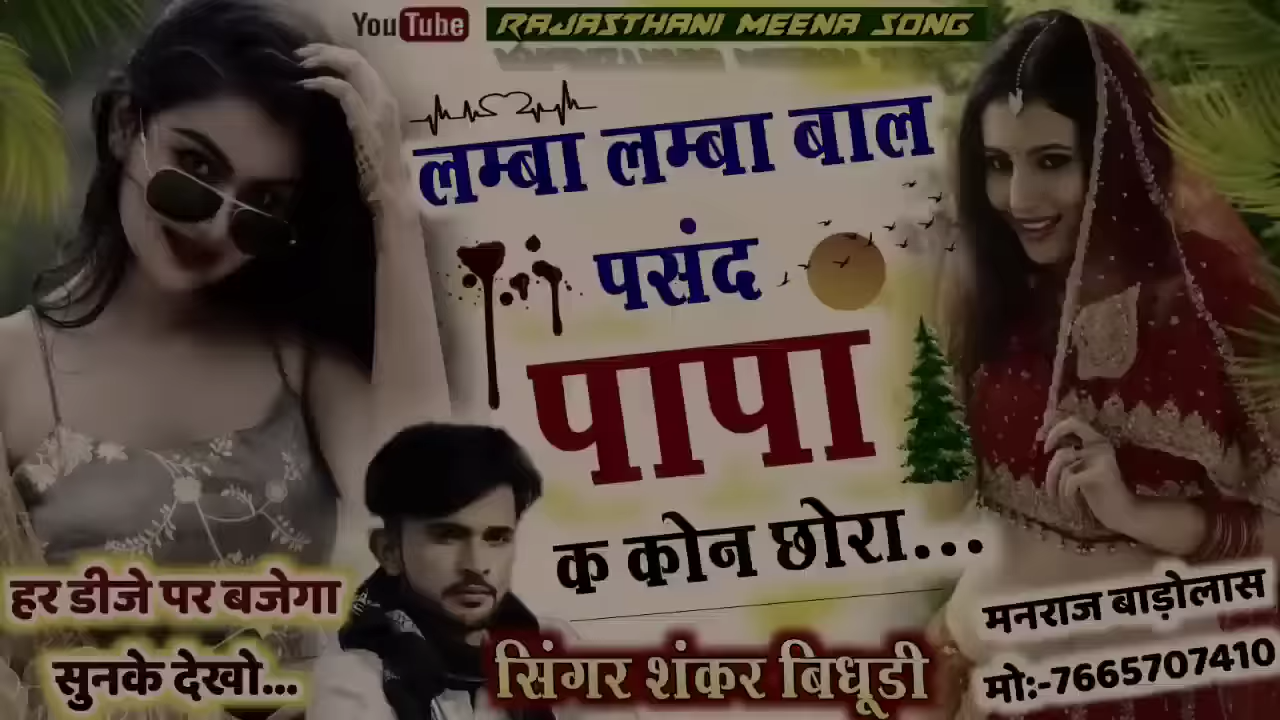 YouTube RAJASTHANI MEENA SONG
लम्बा लम्बा बाल
पसंद
पापा
क कोन छोरा...
हर डीजे पर बजेगा
सुनके देखो...
सिंगर शंकर बिधूडी
मनराज बाड़ोलास
मो:-7665707410